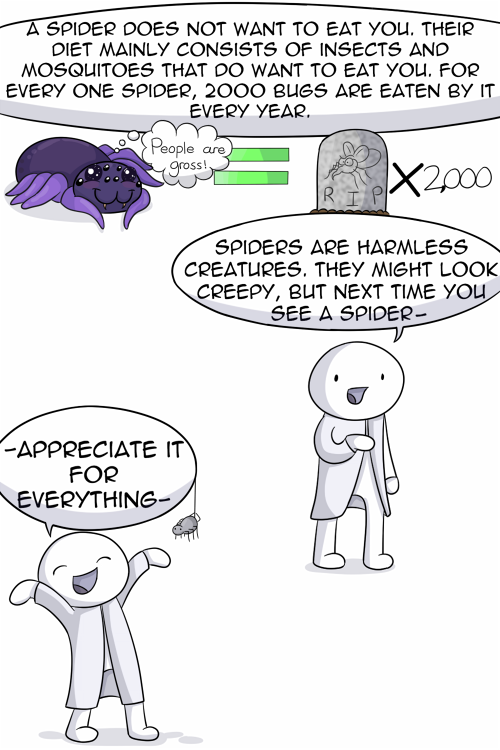 A SPIDER DOES NOT WANT TO EAT YOU. THEIR
DIET MAINLY CONSISTS OF INSECTS AND
MOSQUITOES THAT DO WANT TO EAT YOU. FOR
EVERY ONE SPIDER, 2000 BUGS ARE EATEN BY IT
EVERY YEAR.
People are
gross!
=
R I P
X 2,000
SPIDERS ARE HARMLESS
CREATURES. THEY MIGHT LOOK
CREEPY, BUT NEXT TIME YOU
SEE A SPIDER-
-APPRECIATE IT
FOR
EVERYTHING-